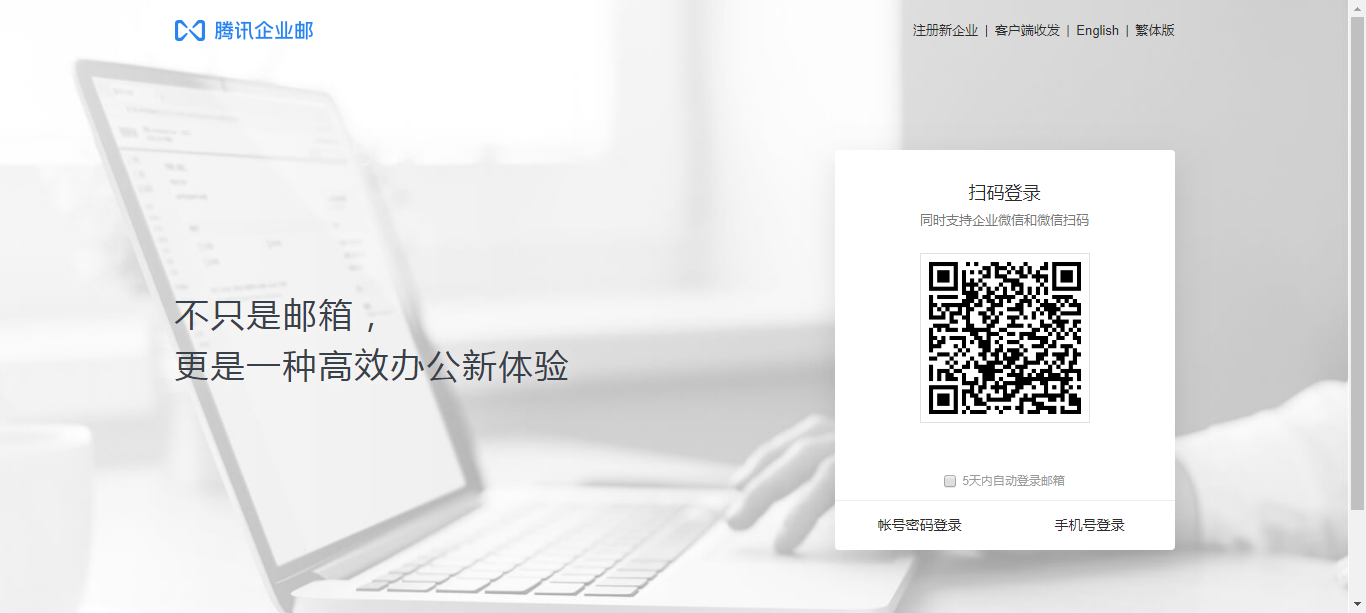 腾讯企业邮
注册新企业 | 客户端收发 | English | 繁体版
扫码登录
同时支持企业微信和微信扫码
不只是邮箱，
更是一种高效办公新体验
5天内自动登录邮箱
帐号密码登录
手机号登录